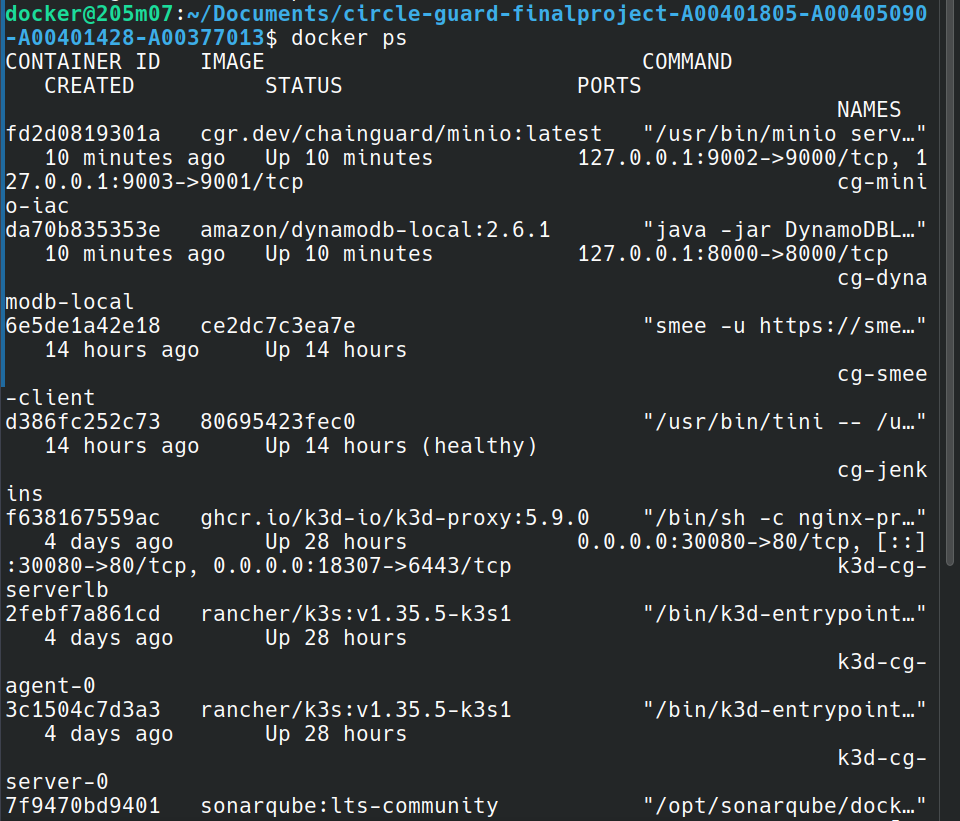 docker@205m07:~/Documents/circle-guard-finalproject-A00401805-A00405090
-A00401428-A00377013$ docker ps
CONTAINER ID   IMAGE                             COMMAND
   CREATED          STATUS                  PORTS
                                                                NAMES
fd2d0819301a   cgr.dev/chainguard/minio:latest   "/usr/bin/minio serv…"
   10 minutes ago   Up 10 minutes           127.0.0.1:9002->9000/tcp, 1
27.0.0.1:9003->9001/tcp                                         cg-mini
o-iac
da70b835353e   amazon/dynamodb-local:2.6.1       "java -jar DynamoDBL…"
   10 minutes ago   Up 10 minutes           127.0.0.1:8000->8000/tcp
                                                                cg-dyna
modb-local
6e5de1a42e18   ce2dc7c3ea7e                      "smee -u https://sme…"
   14 hours ago     Up 14 hours
                                                                cg-smee
-client
d386fc252c73   80695423fec0                      "/usr/bin/tini -- /u…"
   14 hours ago     Up 14 hours (healthy)
                                                                cg-jenk
ins
f638167559ac   ghcr.io/k3d-io/k3d-proxy:5.9.0    "/bin/sh -c nginx-pr…"
   4 days ago       Up 28 hours             0.0.0.0:30080->80/tcp, [::]
:30080->80/tcp, 0.0.0.0:18307->6443/tcp                         k3d-cg-
serverlb
2febf7a861cd   rancher/k3s:v1.35.5-k3s1          "/bin/k3d-entrypoint…"
   4 days ago       Up 28 hours
                                                                k3d-cg-
agent-0
3c1504c7d3a3   rancher/k3s:v1.35.5-k3s1          "/bin/k3d-entrypoint…"
   4 days ago       Up 28 hours
                                                                k3d-cg-
server-0
7f9470bd9401   sonarqube:lts-community           "/opt/sonarqube/dock…"